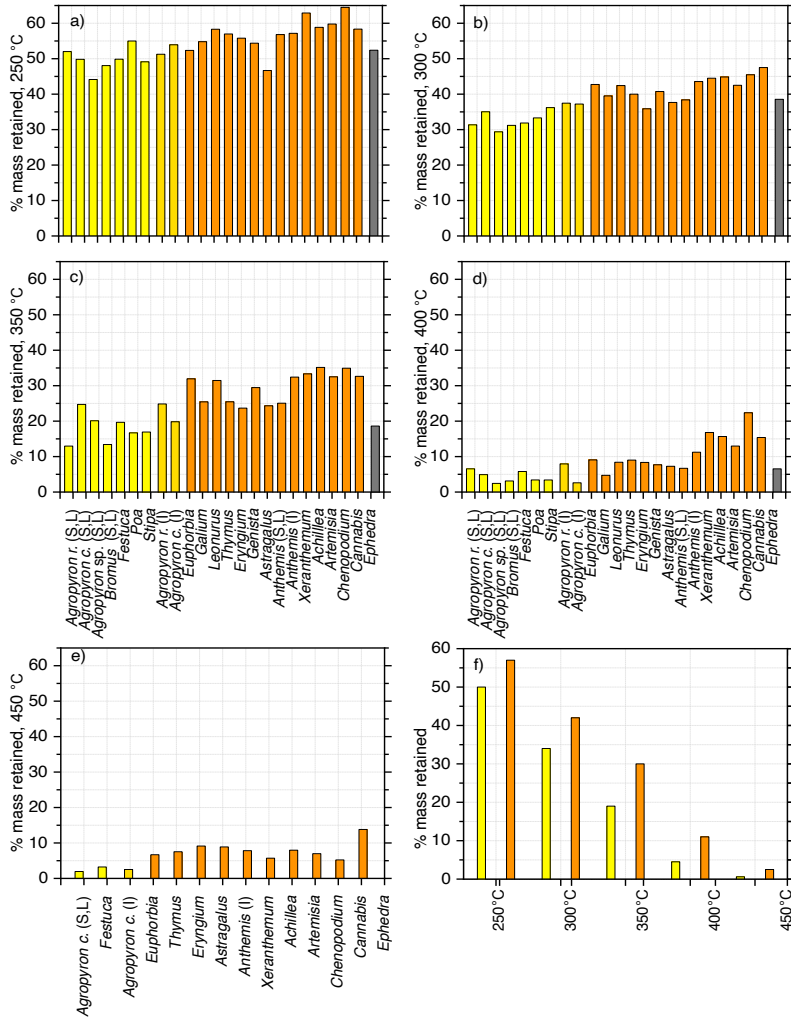 a)
% mass retained, 250 °C
60
50
40
30
20
10
0
b)
% mass retained, 300 °C
60
50
40
30
20
10
0
c)
% mass retained, 350 °C
60
50
40
30
20
10
0
Agropyron r. (S,L)
Agropyron c. (S,L)
Agropyron sp. (S,L)
Bromus (S,L)
Festuca
Poa
Stipa
Agropyron r. (I)
Agropyron c. (I)
Euphorbia
Galium
Leonurus
Thymus
Eryngium
Genista
Astragalus
Anthemis (S,L)
Anthemis (I)
Xeranthemum
Achillea
Artemisia
Chenopodium
Cannabis
Ephedra
d)
% mass retained, 400 °C
60
50
40
30
20
10
0
Agropyron r. (S,L)
Agropyron c. (S,L)
Agropyron sp. (S,L)
Bromus (S,L)
Festuca
Poa
Stipa
Agropyron r. (I)
Agropyron c. (I)
Euphorbia
Galium
Leonurus
Thymus
Eryngium
Genista
Astragalus
Anthemis (S,L)
Anthemis (I)
Xeranthemum
Achillea
Artemisia
Chenopodium
Cannabis
Ephedra
e)
% mass retained, 450 °C
60
50
40
30
20
10
0
Agropyron c. (S,L)
Festuca
Agropyron c. (I)
Euphorbia
Thymus
Eryngium
Astragalus
Anthemis (I)
Xeranthemum
Achillea
Artemisia
Chenopodium
Cannabis
Ephedra
f)
% mass retained
60
50
40
30
20
10
0
250°C
300°C
350°C
400°C
450°C